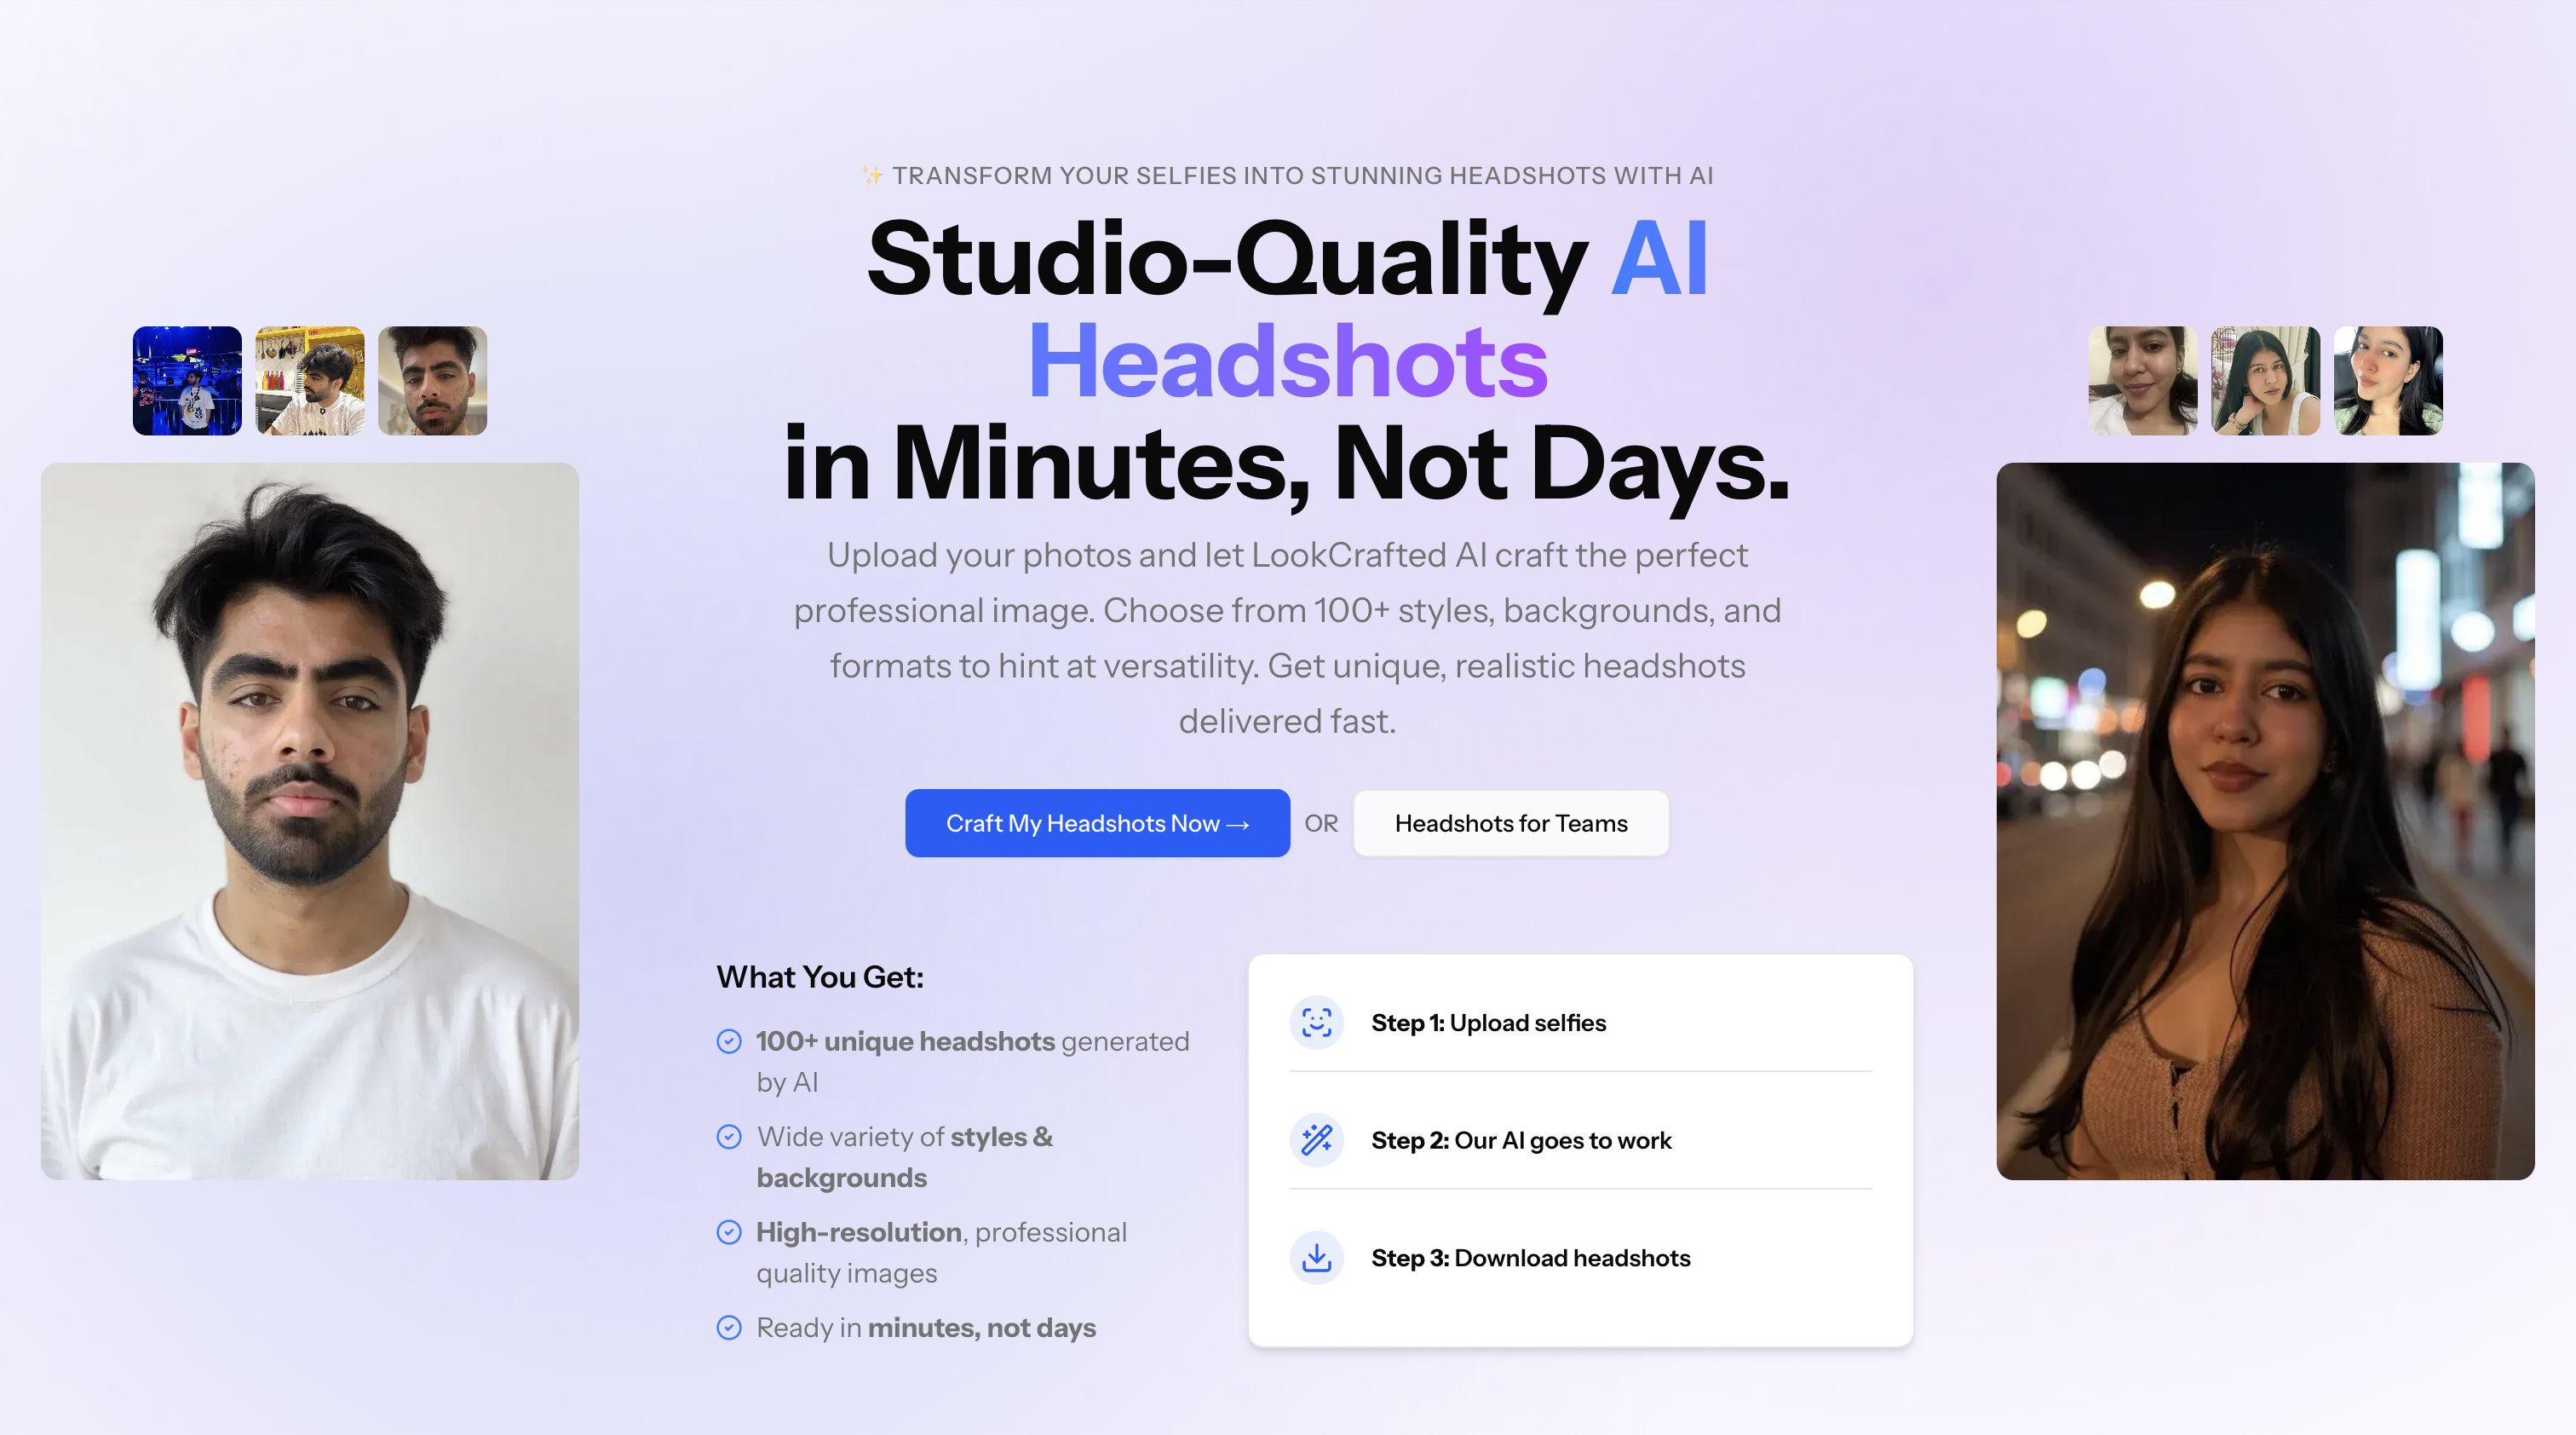 ✨ TRANSFORM YOUR SELFIES INTO STUNNING HEADSHOTS WITH AI
Studio-Quality AI
Headshots
in Minutes, Not Days.
Upload your photos and let LookCrafted AI craft the perfect
professional image. Choose from 100+ styles, backgrounds, and
formats to hint at versatility. Get unique, realistic headshots
delivered fast.
Craft My Headshots Now → OR Headshots for Teams
What You Get:
100+ unique headshots generated
by AI
Wide variety of styles &
backgrounds
High-resolution, professional
quality images
Ready in minutes, not days
Step 1: Upload selfies
Step 2: Our AI goes to work
Step 3: Download headshots